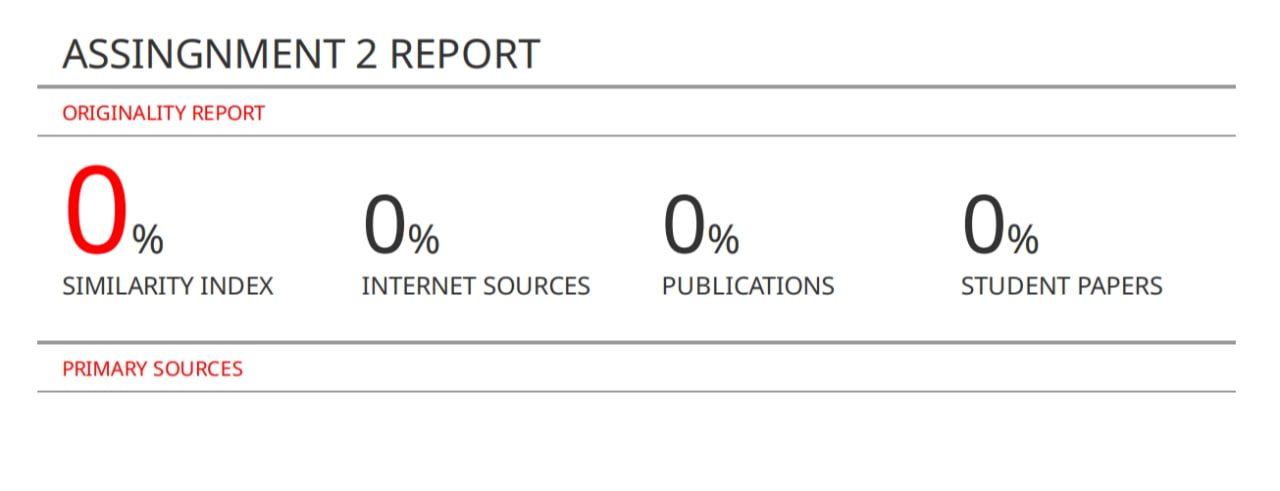 ASSINGNMENT 2 REPORT
ORIGINALITY REPORT
0% 0% 0% 0%
SIMILARITY INDEX INTERNET SOURCES PUBLICATIONS STUDENT PAPERS
PRIMARY SOURCES